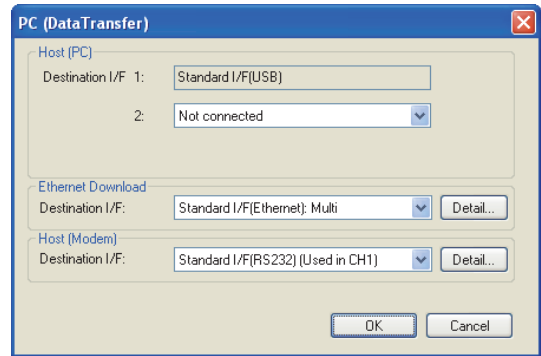 PC (DataTransfer)
Host (PC)
Destination I/F 1: Standard I/F(USB)
2: Not connected
Ethernet Download
Destination I/F: Standard I/F(Ethernet): Multi Detail...
Host (Modem)
Destination I/F: Standard I/F(RS232) (Used in CH1) Detail...
OK Cancel